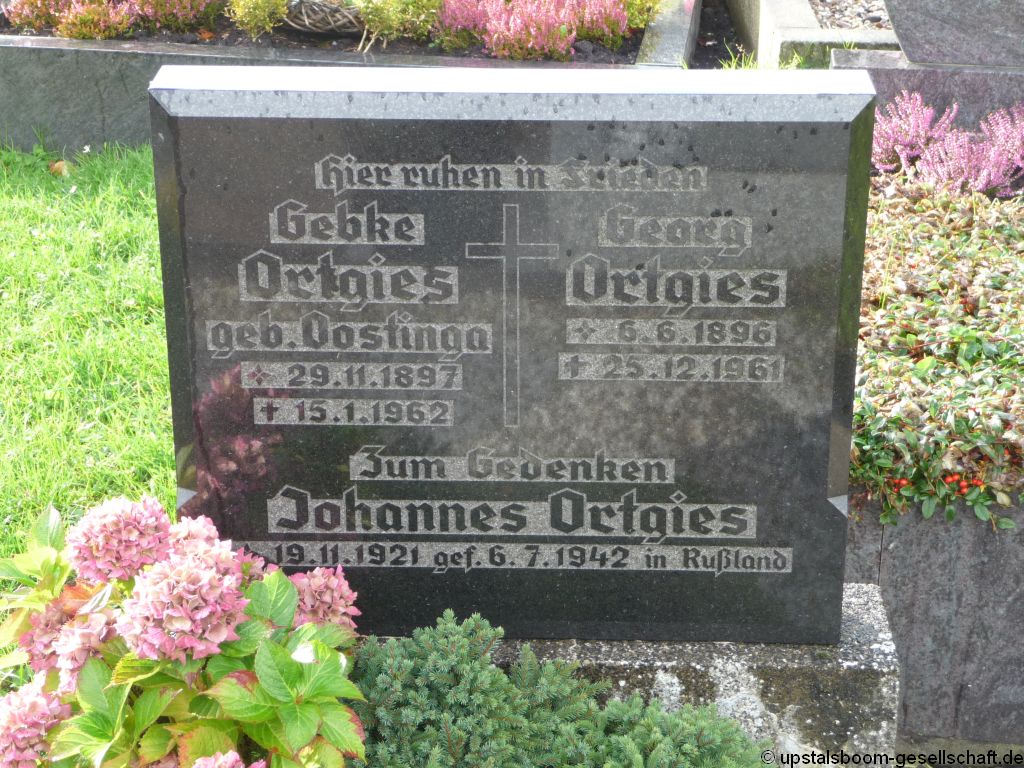 Hier ruhen in Frieden
Gebke
Ortgies
geb. Oostinga
29.11.1897
✝ 15.1.1962
Georg
Ortgies
6.6.1896
✝ 25.12.1961
Zum Gedenken
Johannes Ortgies
19.11.1921 gef. 6.7.1942 in Rußland
© upstalsboom-gesellschaft.de